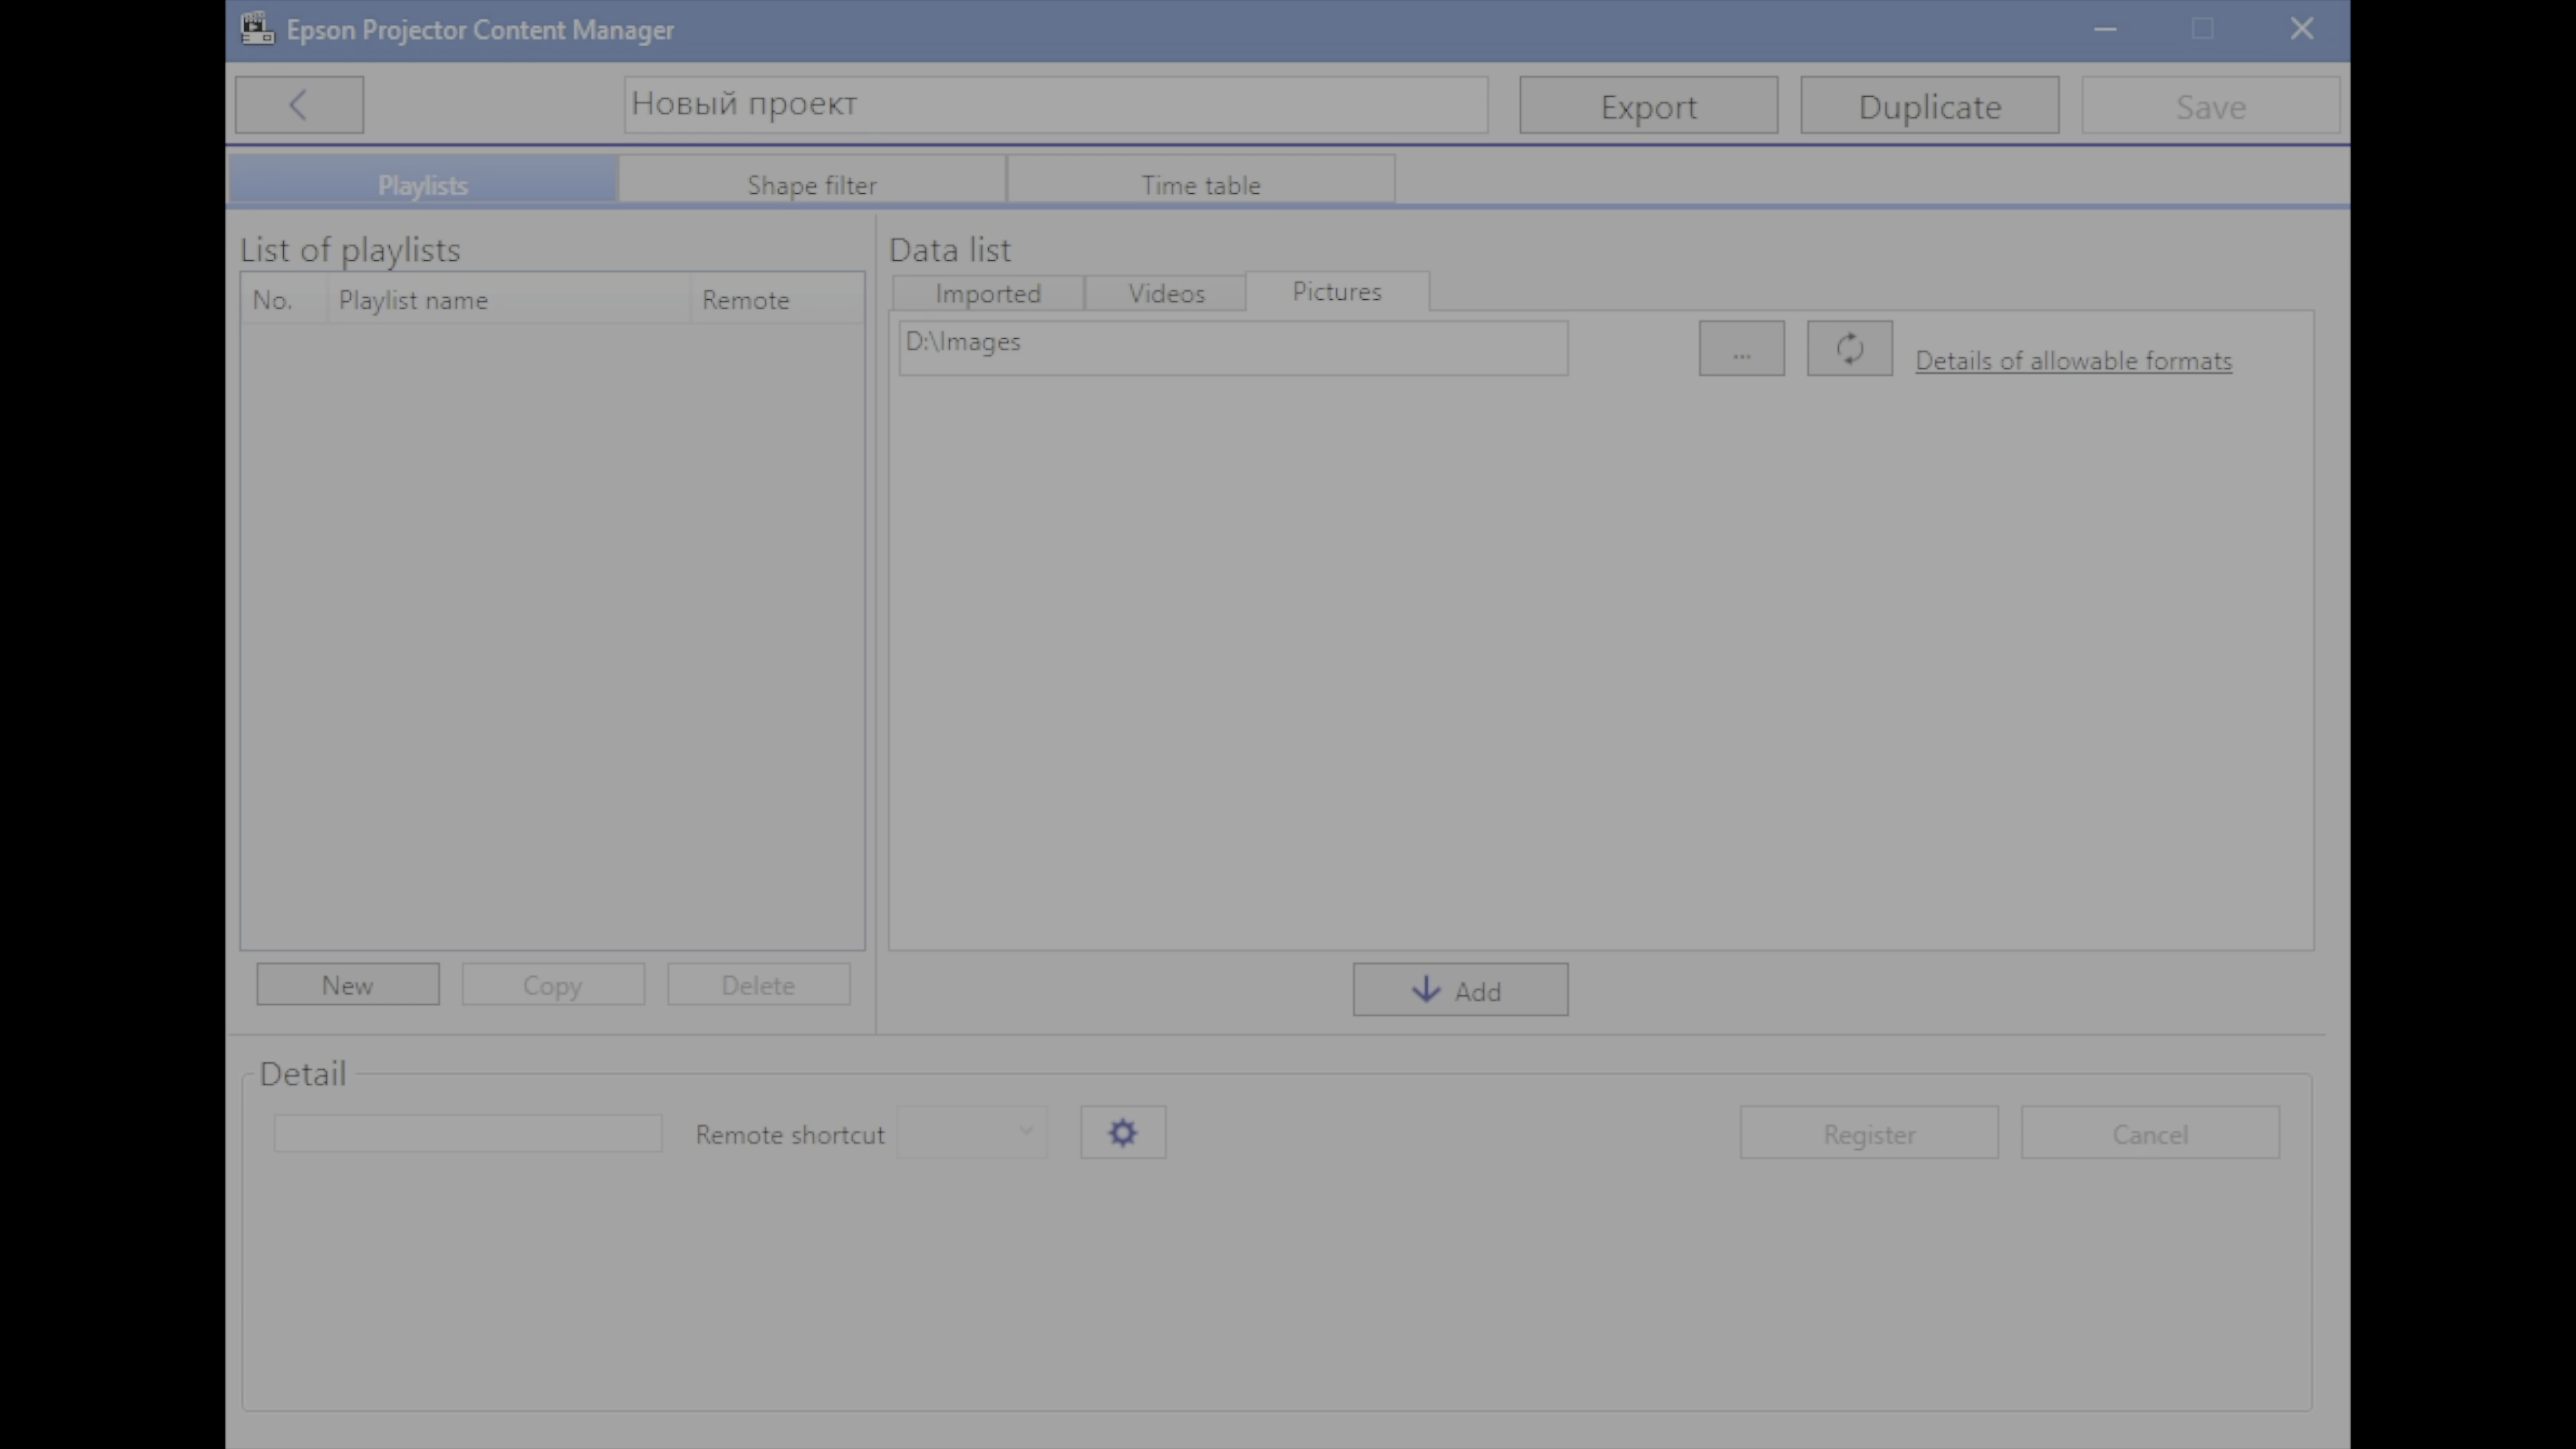 Epson Projector Content Manager
Новый проект
Export
Duplicate
Save
Playlists
Shape filter
Time table
List of playlists
No.
Playlist name
Remote
New
Copy
Delete
Data list
Imported
Videos
Pictures
D:\Images
...
Details of allowable formats
Add
Detail
Remote shortcut
Register
Cancel